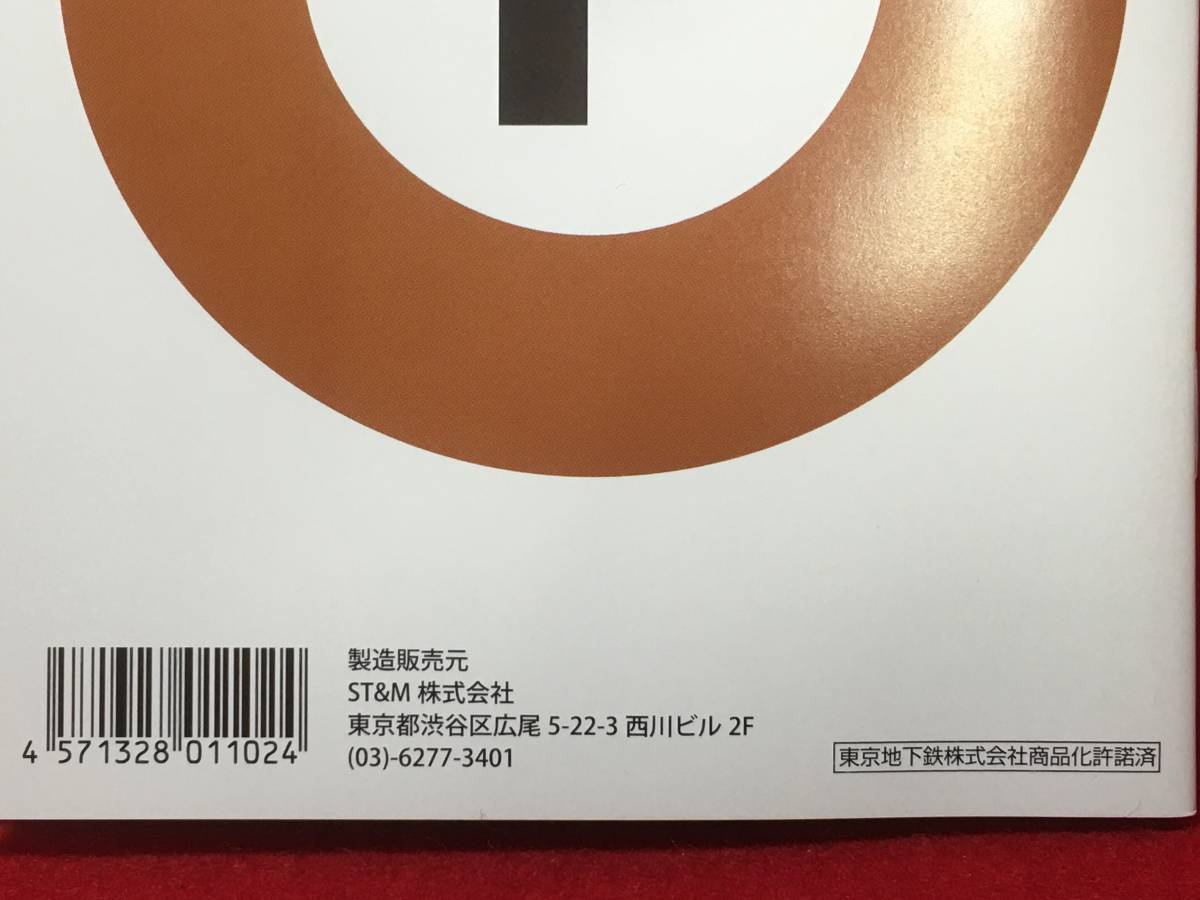 製造販売元
ST&M 株式会社
東京都渋谷区広尾 5-22-3 西川ビル 2F
(03)-6277-3401
4 571328 011024
東京地下鉄株式会社商品化許諾済